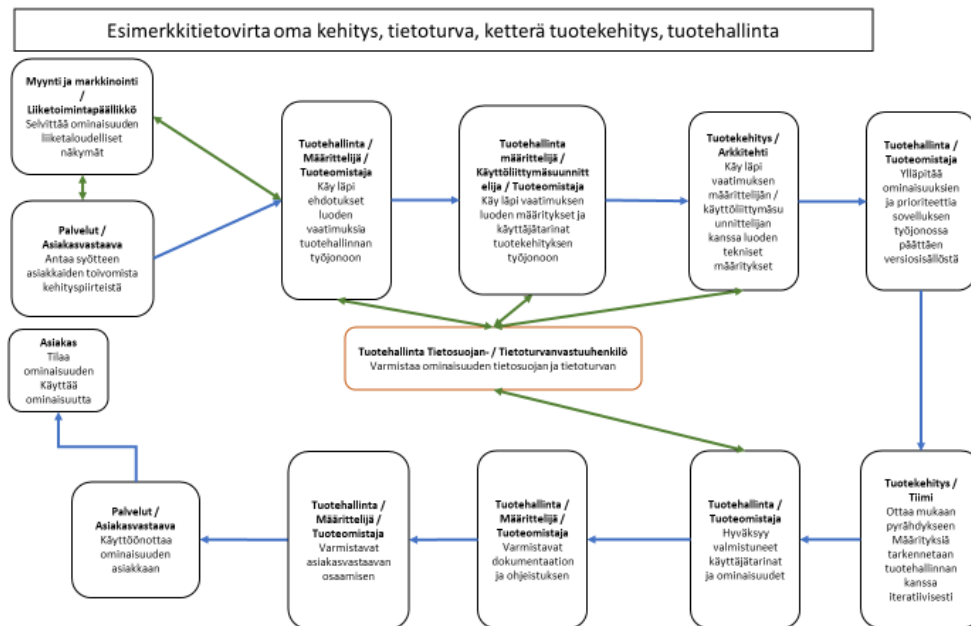 Esimerkkitietovirta oma kehitys, tietoturva, ketterä tuotekehitys, tuotehallinta
Myynti ja markkinointi
/
Liiketoimintapäällikkö
Selvittää ominaisuuden
liiketaloudelliset
näkymät
Palvelut /
Asiakasvastaava
Antaa syötteen
asiakkaiden toivomista
kehityspiirteistä
Tuotehallinta /
Määrittelijä /
Tuoteomistaja
Käy läpi
ehdotukset
luoden
vaatimuksia
tuotehallinnan
työjonoon
Tuotehallinta
määrittelijä /
Käyttöliittymäsuunnitt
elija / Tuoteomistaja
Käy läpi vaatimuksen
luoden määritykset ja
käyttäjätarinat
tuotekehityksen
työjonoon
Tuotekehitys /
Arkkitehti
Käy läpi
vaatimuksen
määrittelijän /
käyttöliittymäsu
unnittelijan
kanssa luoden
tekniset
määritykset
Tuotehallinta /
Tuoteomistaja
Ylläpitää
ominaisuuksien
ja prioriteettia
sovelluksen
työjonossa
päättäen
versiosisällöstä
Tuotehallinta Tietosuojan- / Tietoturvanvastuuhenkilö
Varmistaa ominaisuuden tietosuojan ja tietoturvan
Asiakas
Tilaa
ominaisuuden
Käyttää
ominaisuutta
Palvelut /
Asiakasvastaava
Käyttöönottaa
ominaisuuden
asiakkaan
Tuotehallinta /
Määrittelijä /
Tuoteomistaja
Varmistavat
asiakasvastaavan
osaamisen
Tuotehallinta /
Määrittelijä /
Tuoteomistaja
Varmistavat
dokumentaation
ja ohjeistuksen
Tuotehallinta /
Tuoteomistaja
Hyväksyy
valmistuneet
käyttäjätarinat
ja ominaisuudet
Tuotekehitys /
Tiimi
Ottaa mukaan
pyrähdykseen
Määrityksiä
tarkennetaan
tuotehallinnan
kanssa
iteratiivisesti